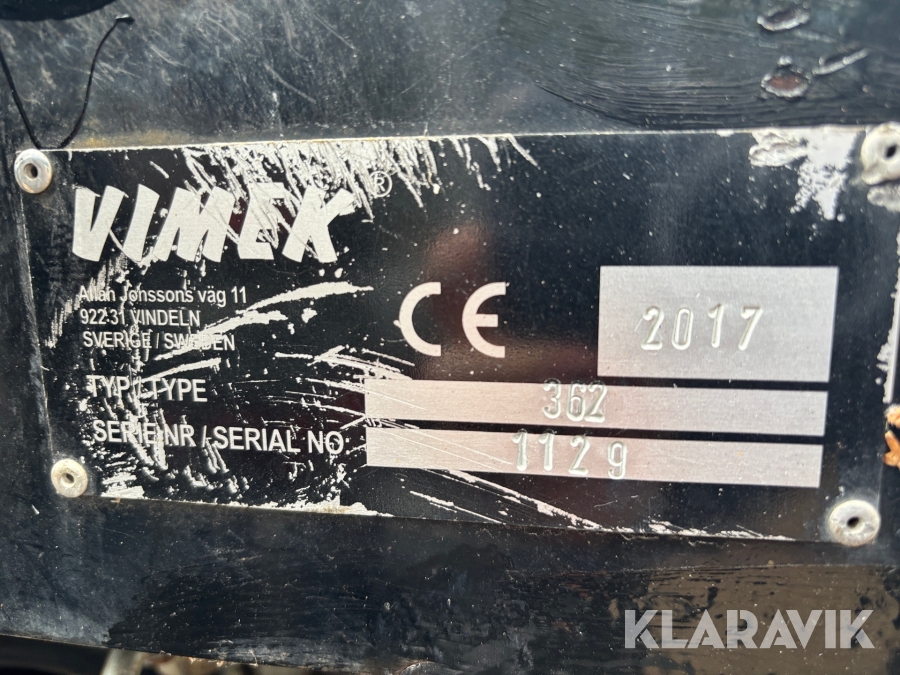 VIMEK®
Allan Jonssons väg 11
922 31 VINDELN
SVERIGE / SWEDEN
CE
2017
TYP / TYPE
362
SERIE NR / SERIAL NO:
1129
KLARAVIK